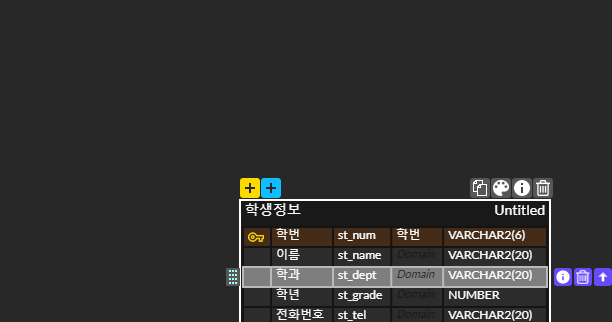 학생정보 Untitled
학번 st_num 학번 VARCHAR2(6)
이름 st_name Domain VARCHAR2(20)
학과 st_dept Domain VARCHAR2(20)
학년 st_grade Domain NUMBER
전화번호 st_tel Domain VARCHAR2(20)